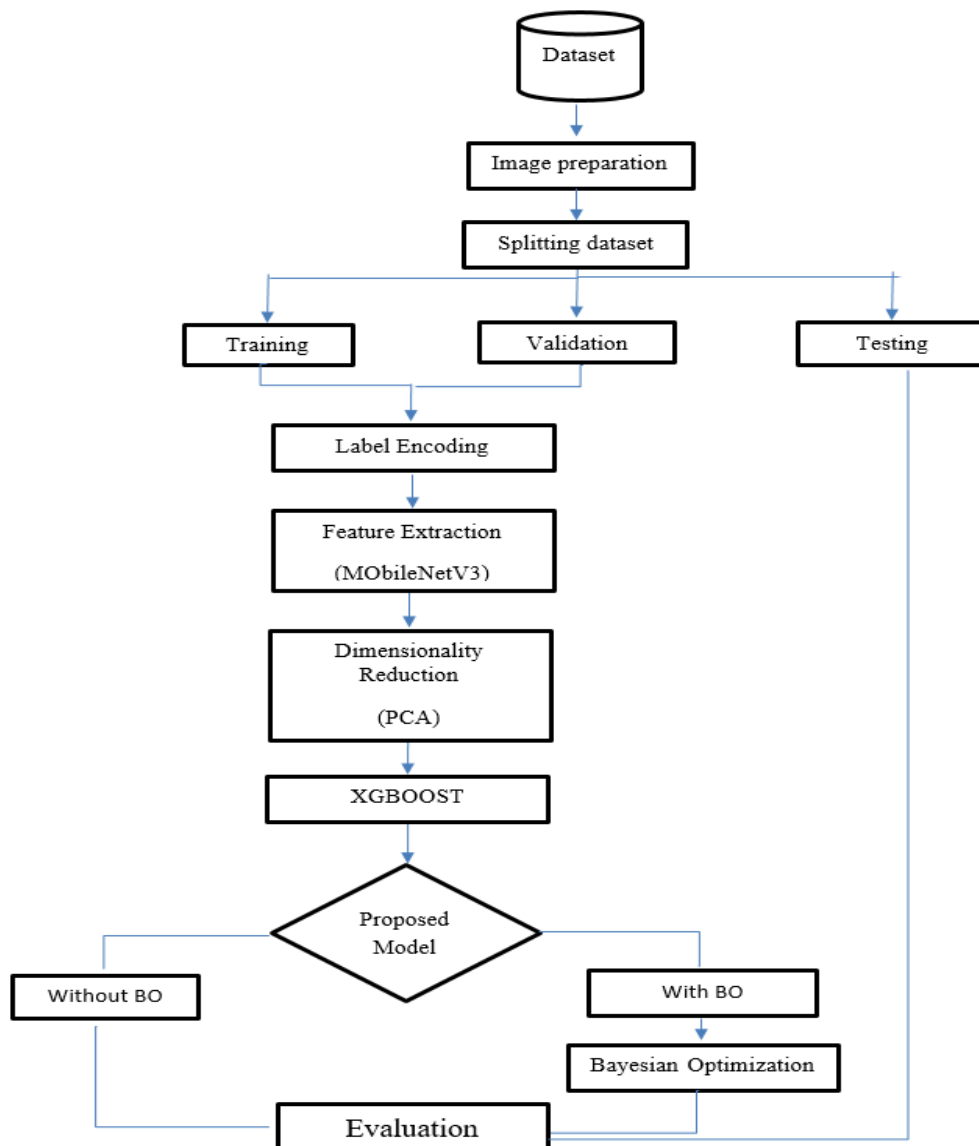 Dataset
Image preparation
Splitting dataset
Training
Validation
Testing
Label Encoding
Feature Extraction
(MObileNetV3)
Dimensionality
Reduction
(PCA)
XGBOOST
Proposed
Model
Without BO
With BO
Bayesian Optimization
Evaluation